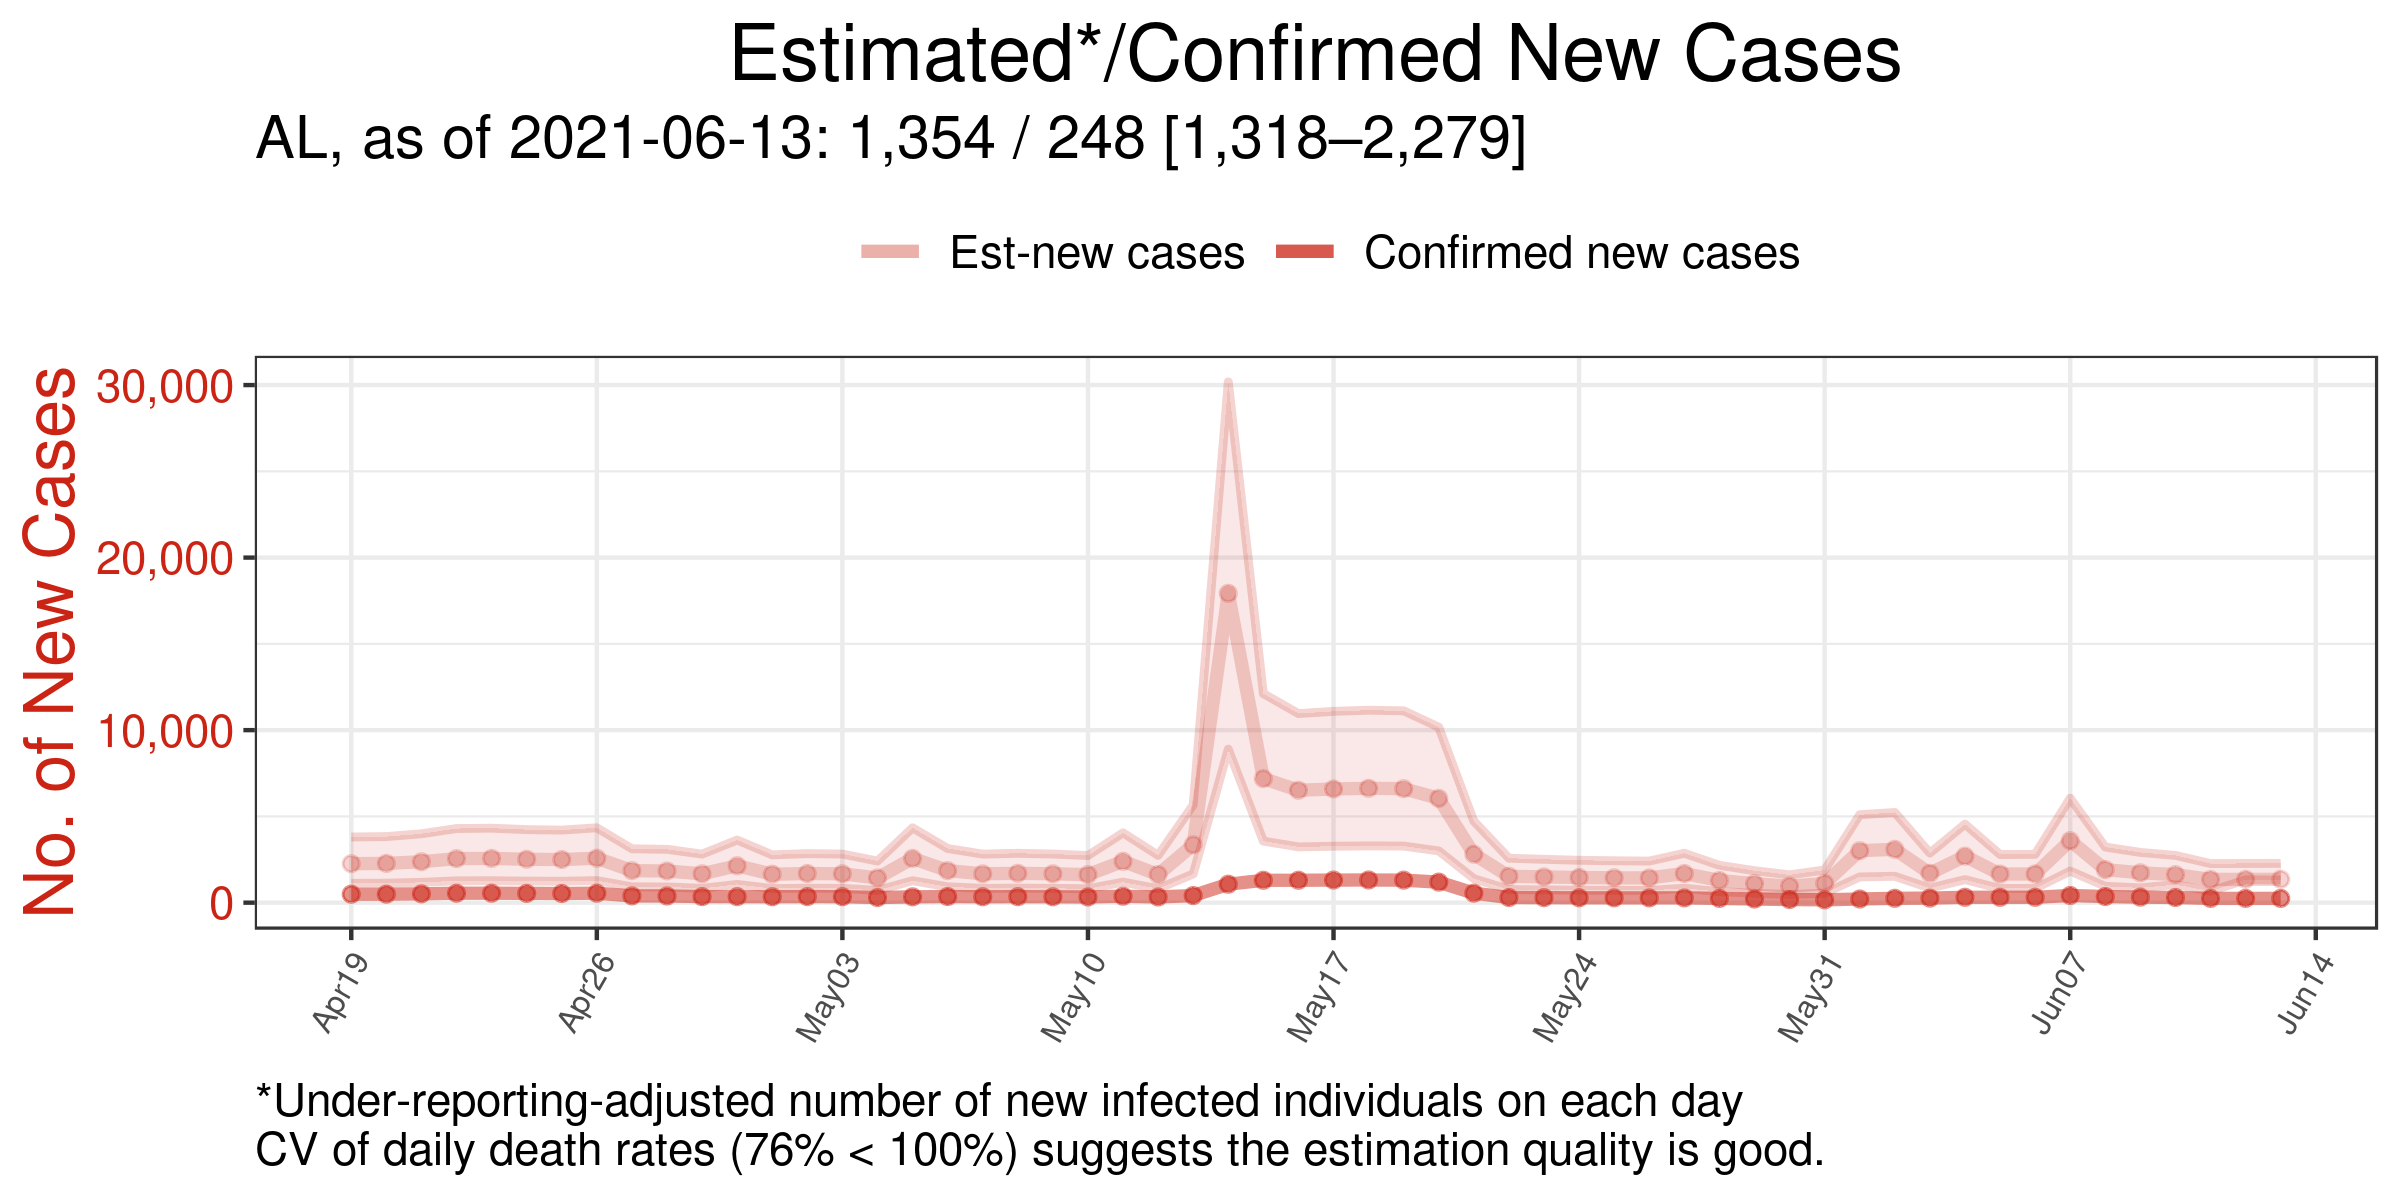 Estimated*/Confirmed New Cases
AL, as of 2021-06-13: 1,354 / 248 [1,318–2,279]
Est-new cases
Confirmed new cases
No. of New Cases
30,000
20,000
10,000
0
Apr19
Apr26
May03
May10
May17
May24
May31
Jun07
Jun14
*Under-reporting-adjusted number of new infected individuals on each day
CV of daily death rates (76% < 100%) suggests the estimation quality is good.